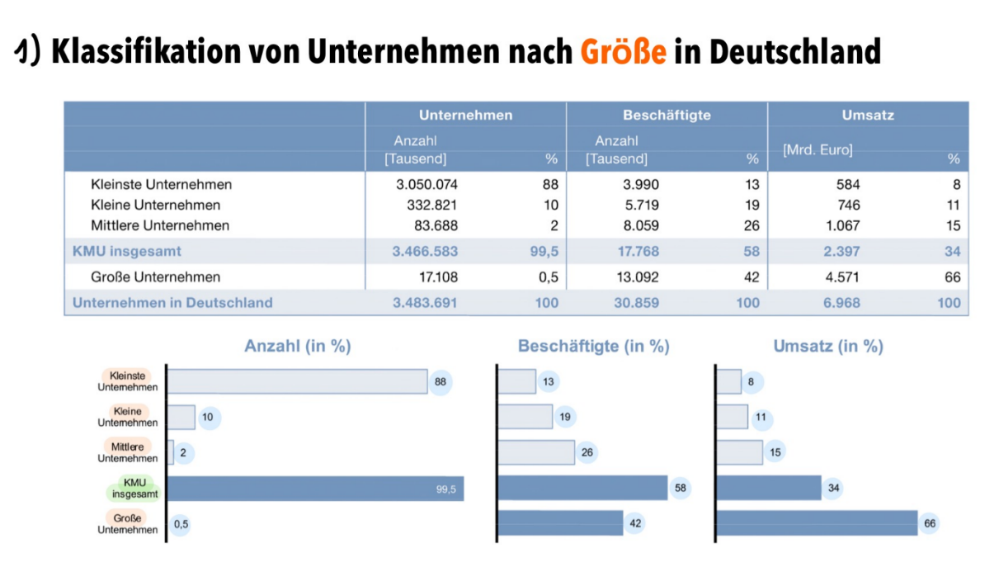 1) Klassifikation von Unternehmen nach Größe in Deutschland
Unternehmen Beschäftigte Umsatz
Anzahl [Tausend] % Anzahl [Tausend] % [Mrd. Euro] %
Kleinste Unternehmen 3.050.074 88 3.990 13 584 8
Kleine Unternehmen 332.821 10 5.719 19 746 11
Mittlere Unternehmen 83.688 2 8.059 26 1.067 15
KMU insgesamt 3.466.583 99,5 17.768 58 2.397 34
Große Unternehmen 17.108 0,5 13.092 42 4.571 66
Unternehmen in Deutschland 3.483.691 100 30.859 100 6.968 100
Anzahl (in %) Beschäftigte (in %) Umsatz (in %)
Kleinste
Unternehmen 88 13 8
Kleine
Unternehmen 10 19 11
Mittlere
Unternehmen 2 26 15
KMU
insgesamt 99,5 58 34
Große
Unternehmen 0,5 42 66